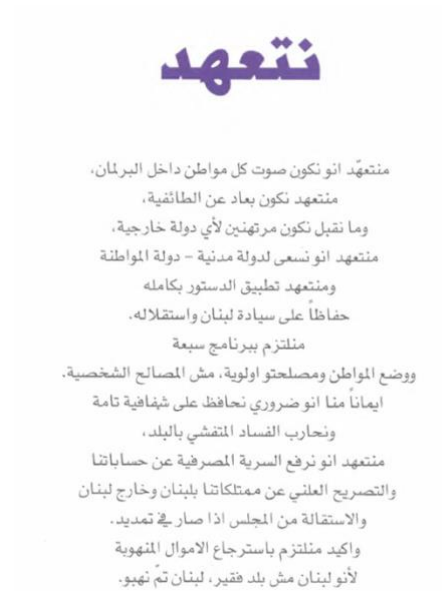 نتعهد
منتعهّد انو نكون صوت كل مواطن داخل البرلمان،
منتعهد نكون بعاد عن الطائفية،
وما نقبل نكون مرتهنين لأي دولة خارجية،
منتعهد انو نسعى لدولة مدنية – دولة المواطنة
ومنتعهد تطبيق الدستور بكامله
حفاظاً على سيادة لبنان واستقلاله.
منلتزم ببرنامج سبعة
ووضع المواطن ومصلحتو اولوية، مش المصالح الشخصية.
ايماناً منا انو ضروري نحافظ على شفافية تامة
ونحارب الفساد المتفشي بالبلد،
منتعهد انو نرفع السرية المصرفية عن حساباتنا
والتصريح العلني عن ممتلكاتنا بلبنان وخارج لبنان
والاستقالة من المجلس اذا صار في تمديد.
واكيد منلتزم باسترجاع الاموال المنهوبة
لأنو لبنان مش بلد فقير، لبنان تمّ نهبو.